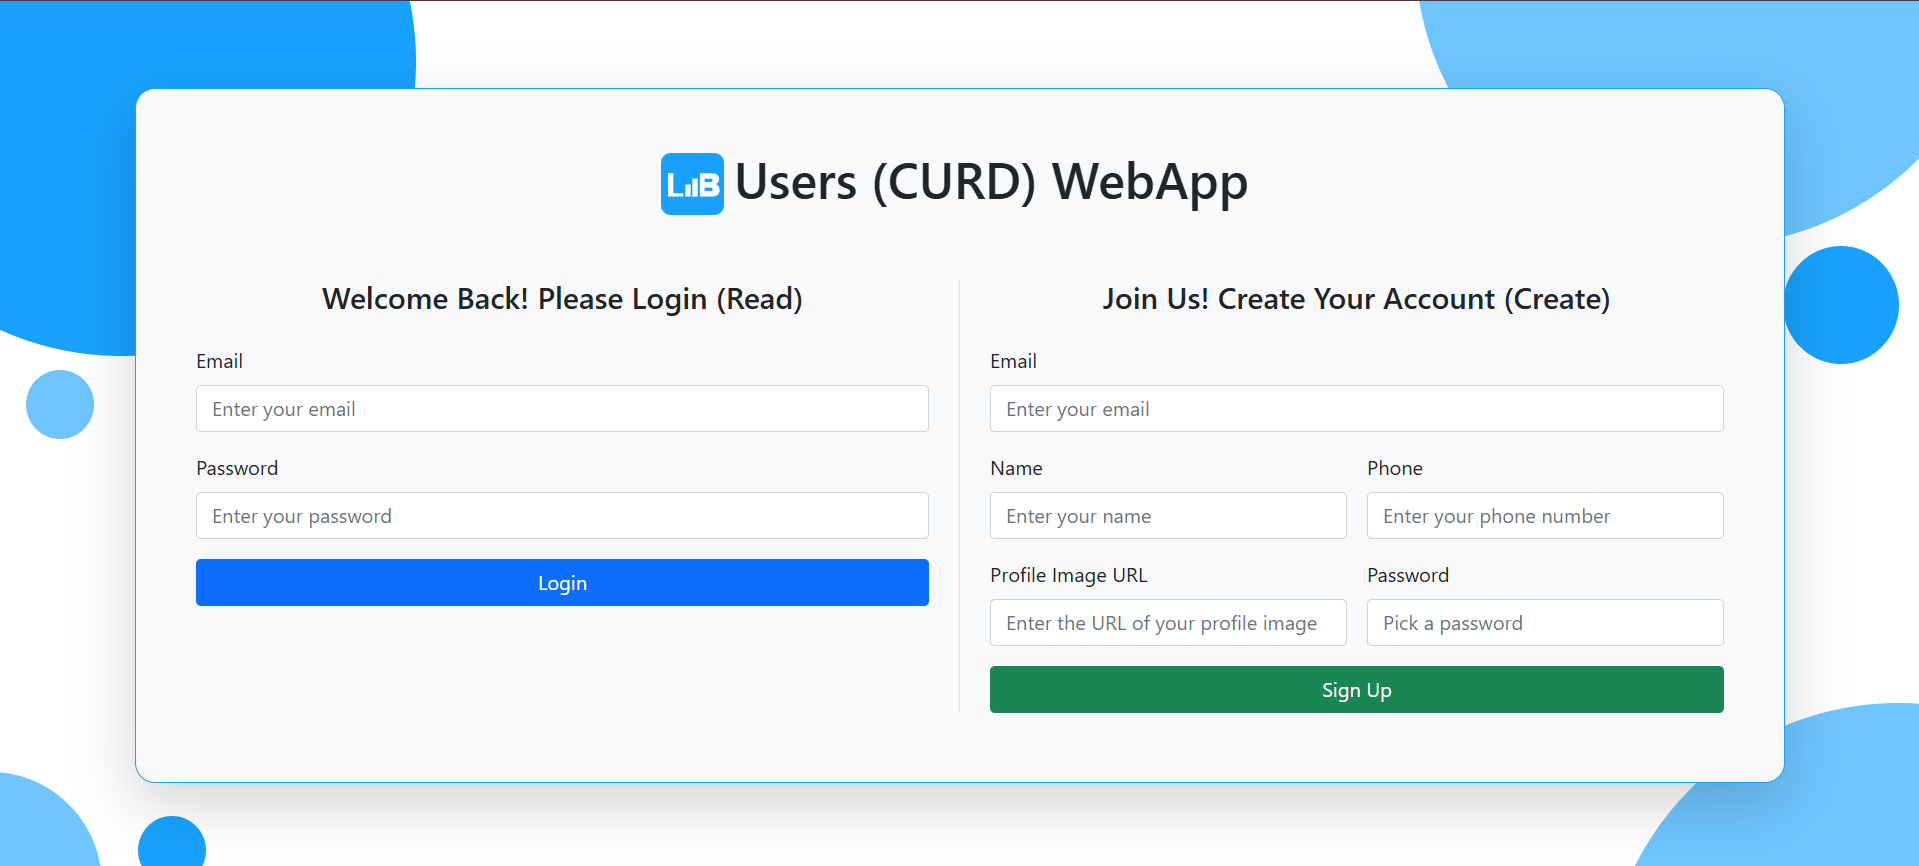 LiiB Users (CURD) WebApp
Welcome Back! Please Login (Read)
Email
Enter your email
Password
Enter your password
Login
Join Us! Create Your Account (Create)
Email
Enter your email
Name Phone
Enter your name Enter your phone number
Profile Image URL Password
Enter the URL of your profile image Pick a password
Sign Up